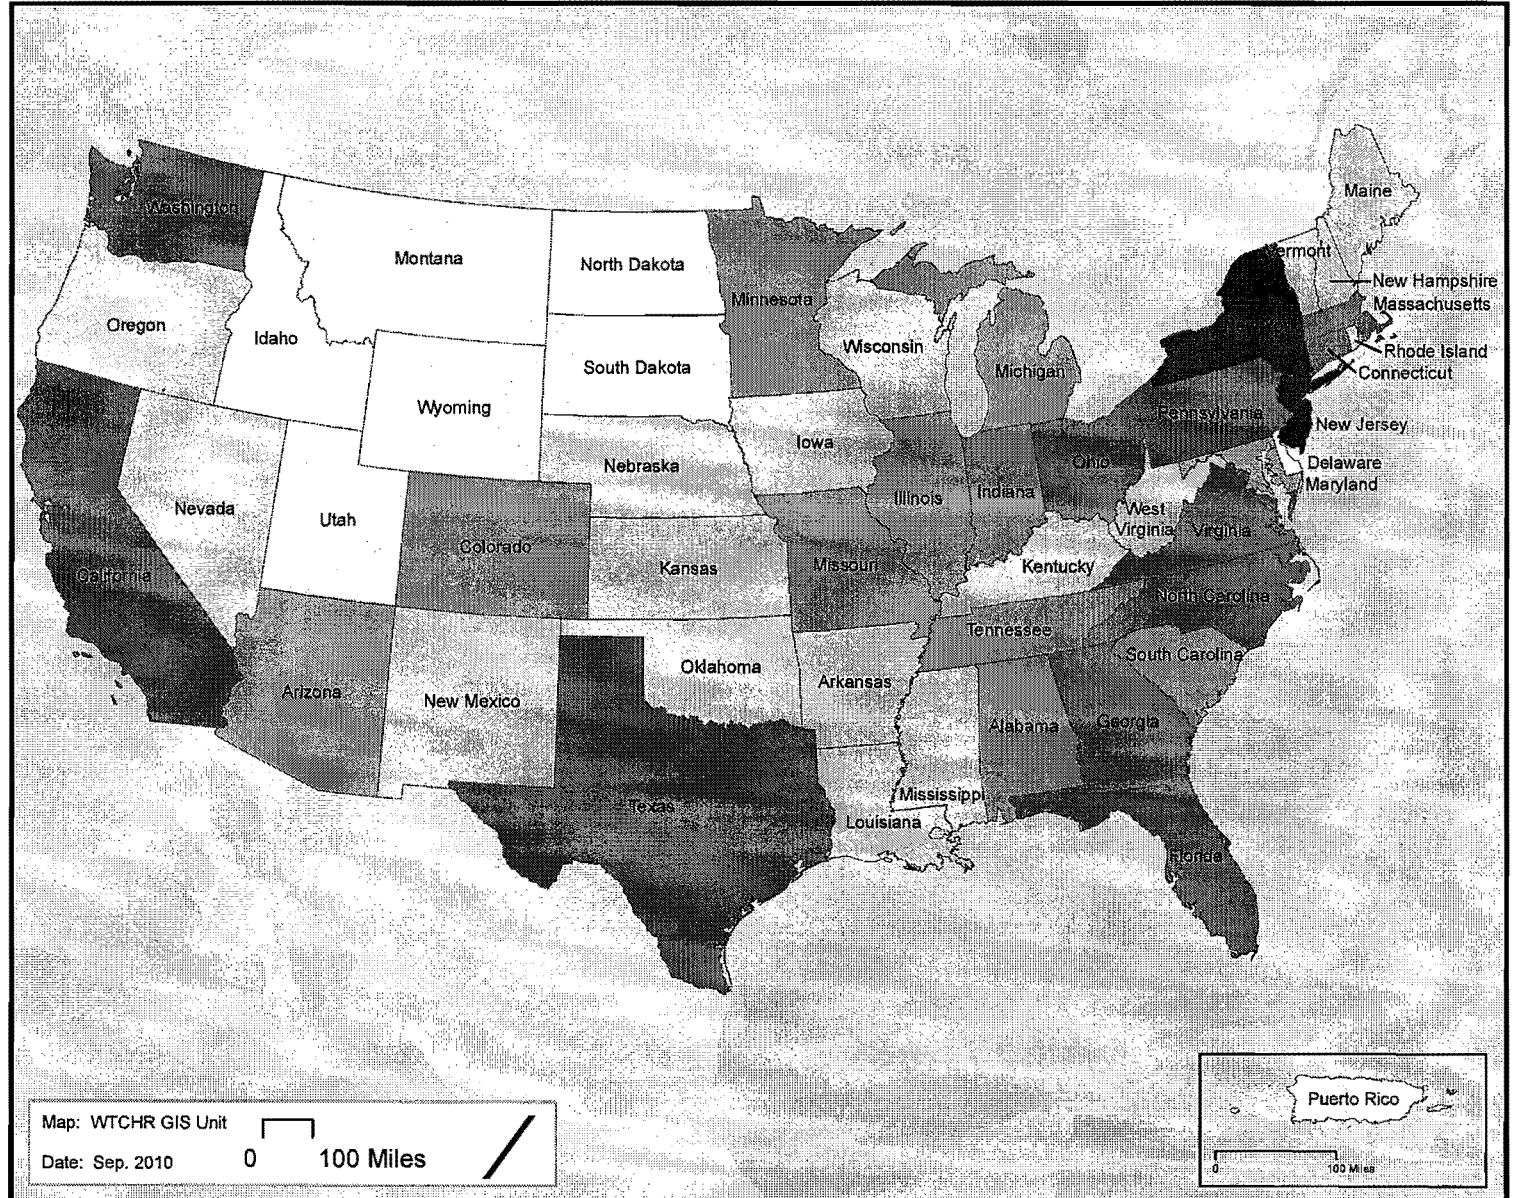 Washington
Montana
North Dakota
Minnesota
Maine
Vermont
New Hampshire
Massachusetts
Rhode Island
Connecticut
Oregon
Idaho
Wyoming
South Dakota
Wisconsin
Michigan
Pennsylvania
New Jersey
Nevada
Utah
Colorado
Nebraska
Iowa
Illinois
Indiana
Ohio
Delaware
Maryland
West
Virginia
Virginia
California
Kansas
Missouri
Kentucky
North Carolina
Tennessee
South Carolina
Arizona
New Mexico
Oklahoma
Arkansas
Alabama
Georgia
Texas
Mississippi
Louisiana
Florida
Map: WTCHR GIS Unit
Date: Sep. 2010
0 100 Miles
Puerto Rico
0 100 Miles